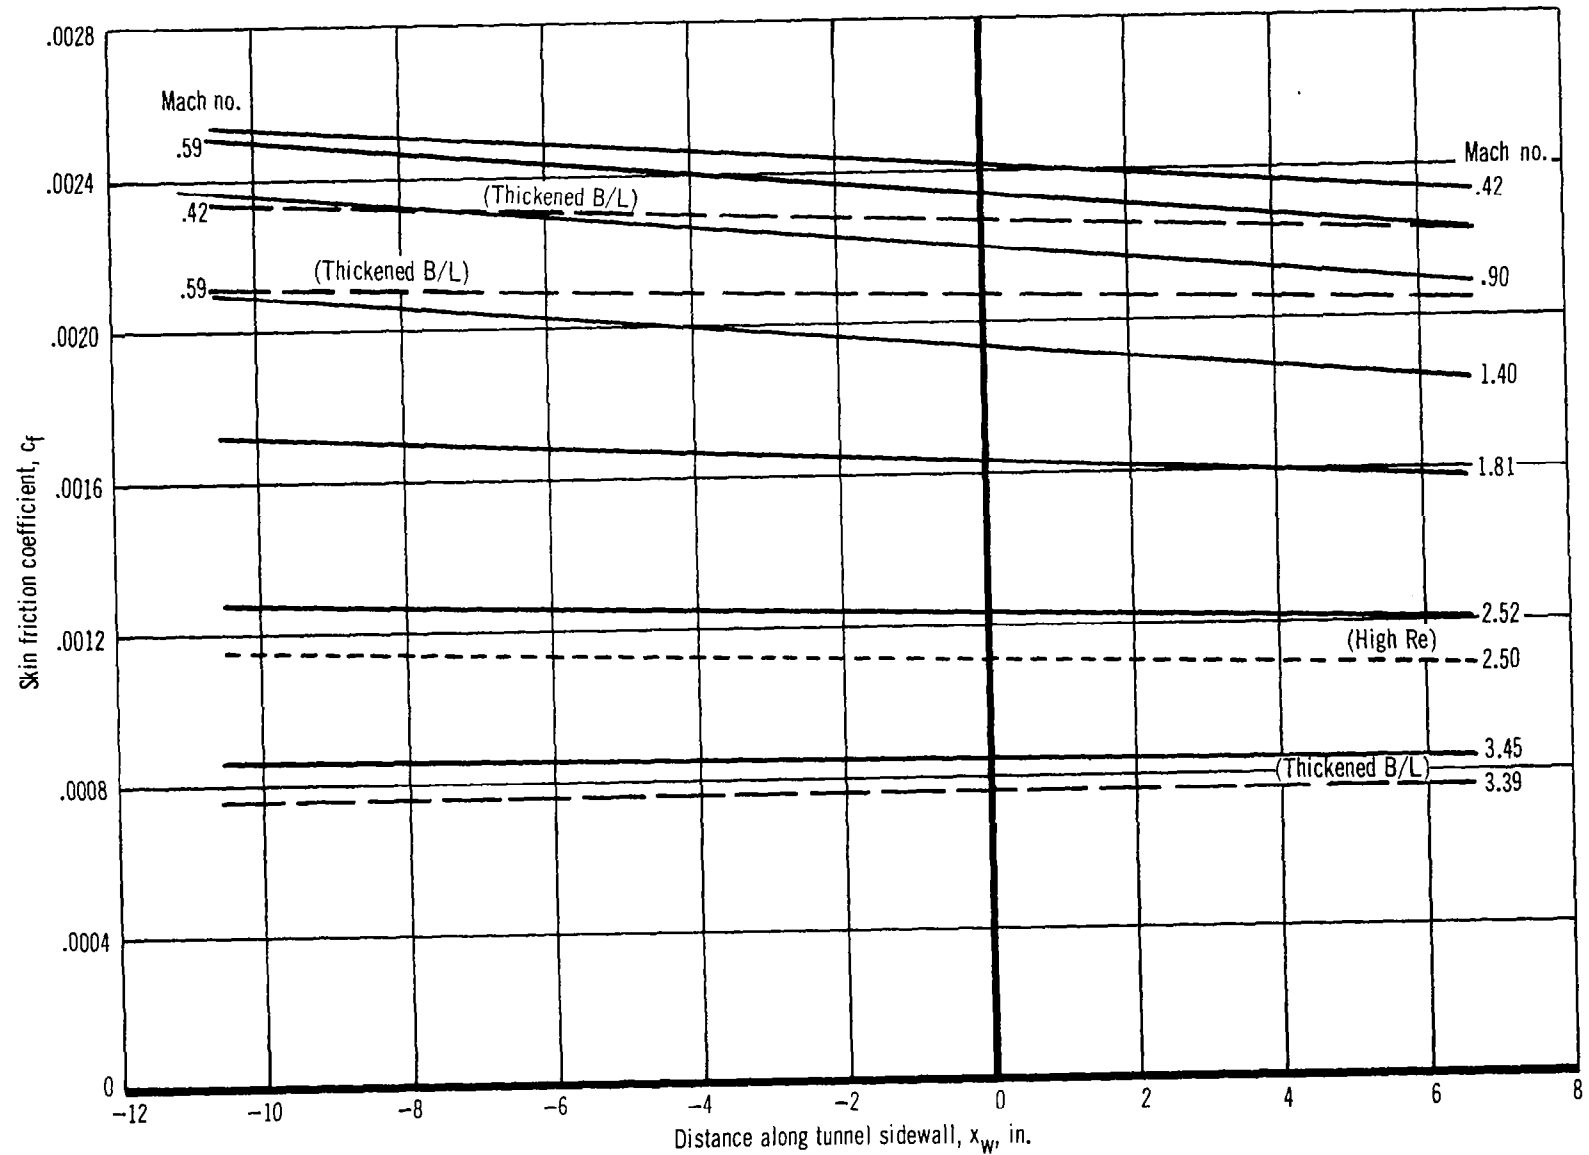 .0028
Mach no.
.59
Mach no.
.0024
(Thickened B/L)
.42
.42
(Thickened B/L)
.90
.59
.0020
1.40
Skin friction coefficient, cf
1.81
.0016
2.52
.0012
(High Re)
2.50
3.45
(Thickened B/L)
.0008
3.39
.0004
0
−12 −10 −8 −6 −4 −2 0 2 4 6 8
Distance along tunnel sidewall, xw, in.